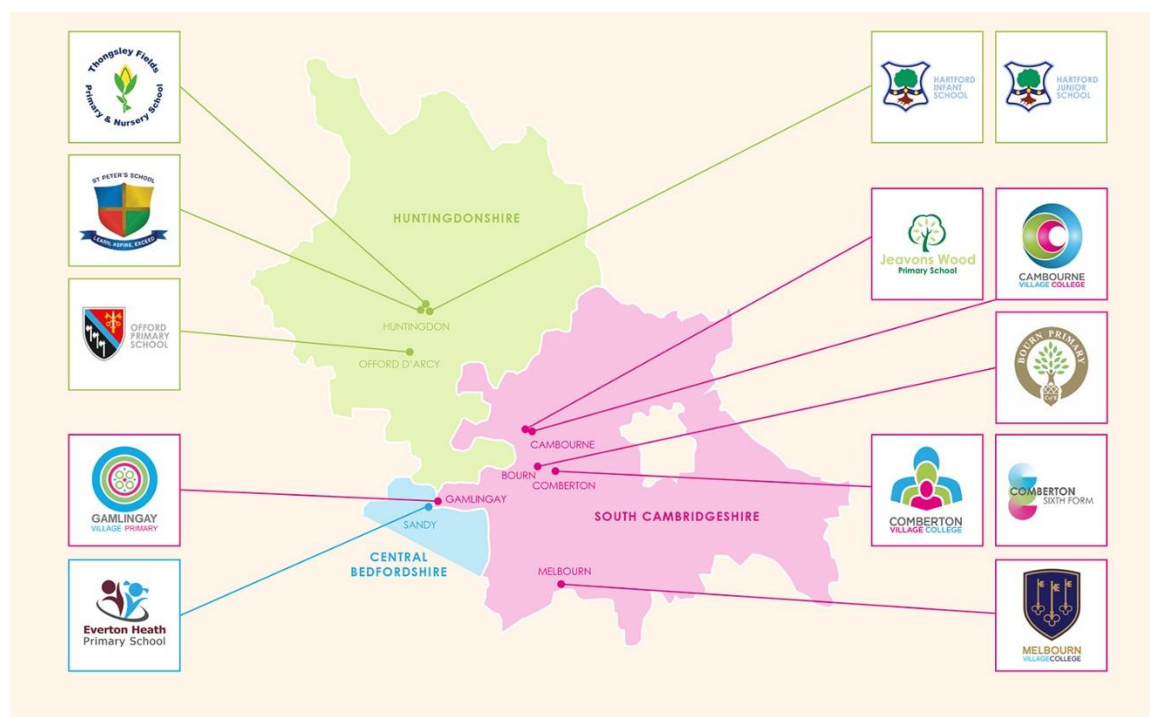 Thongsley Fields
Primary & Nursery School
ST PETER'S SCHOOL
LEARN, ASPIRE, EXCEED
OFFORD
PRIMARY
SCHOOL
GAMLINGAY
VILLAGE PRIMARY
Everton Heath
Primary School
HUNTINGDONSHIRE
HUNTINGDON
OFFORD D'ARCY
CAMBOURNE
BOURN
COMBERTON
GAMLINGAY
SANDY
SOUTH CAMBRIDGESHIRE
CENTRAL
BEDFORDSHIRE
MELBOURN
HARTFORD
INFANT
SCHOOL
HARTFORD
JUNIOR
SCHOOL
Jeavons Wood
Primary School
CAMBOURNE
VILLAGE COLLEGE
BOURN PRIMARY
CofE
COMBERTON
VILLAGE COLLEGE
COMBERTON
SIXTH FORM
MELBOURN
VILLAGECOLLEGE